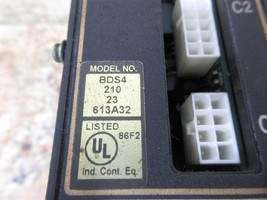 MODEL NO.
BDS4
210
23
613A32
LISTED
86F2
UL
Ind. Cont. Eq.
C2